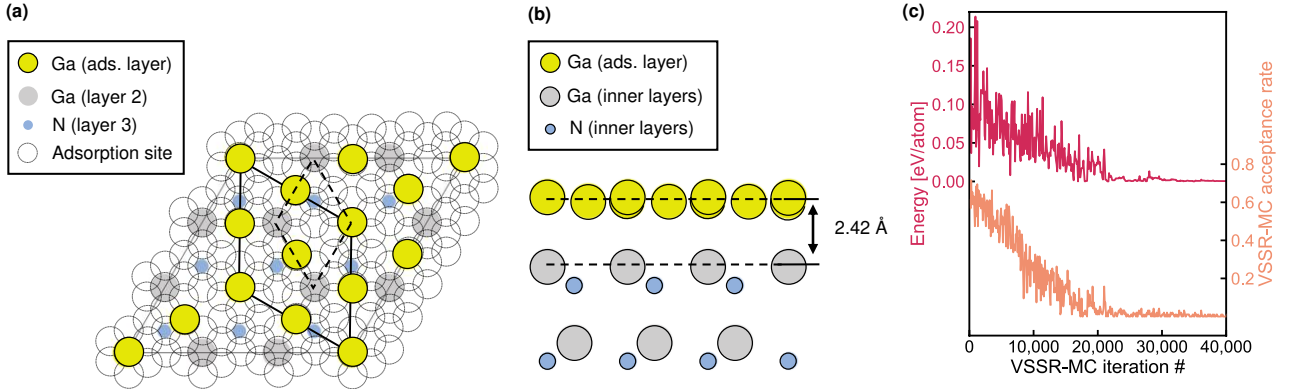 (a)
Ga (ads. layer)
Ga (layer 2)
N (layer 3)
Adsorption site
(b)
Ga (ads. layer)
Ga (inner layers)
N (inner layers)
2.42 Å
(c)
0.20
0.15
0.10
0.05
0.00
Energy [eV/atom]
0.8
0.6
0.4
0.2
VSSR-MC acceptance rate
0 10,000 20,000 30,000 40,000
VSSR-MC iteration #